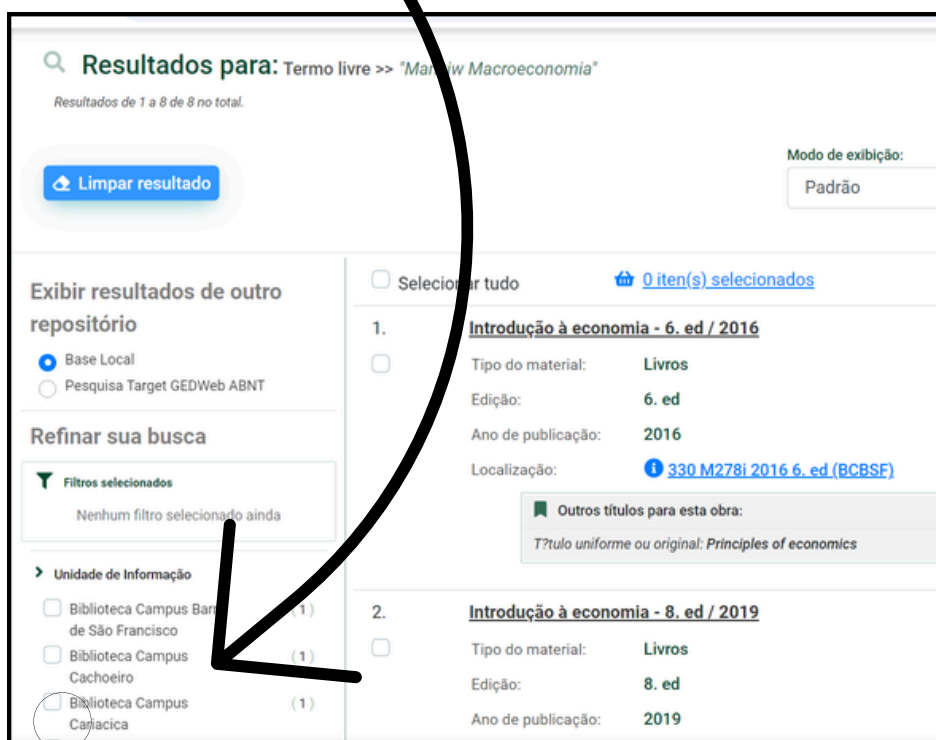 Resultados para: Termo livre >> "Mankiw Macroeconomia"
Resultados de 1 a 8 de 8 no total.
Limpar resultado
Modo de exibição:
Padrão
Exibir resultados de outro
repositório
Base Local
Pesquisa Target GEDWeb ABNT
Refinar sua busca
Filtros selecionados
Nenhum filtro selecionado ainda
Unidade de Informação
Biblioteca Campus Barra (1)
de São Francisco
Biblioteca Campus (1)
Cachoeiro
Biblioteca Campus (1)
Cariacica
Selecionar tudo
0 iten(s) selecionados
1. Introdução à economia - 6. ed / 2016
Tipo do material: Livros
Edição: 6. ed
Ano de publicação: 2016
Localização: 330 M278i 2016 6. ed (BCBSF)
Outros títulos para esta obra:
T?tulo uniforme ou original: Principles of economics
2. Introdução à economia - 8. ed / 2019
Tipo do material: Livros
Edição: 8. ed
Ano de publicação: 2019